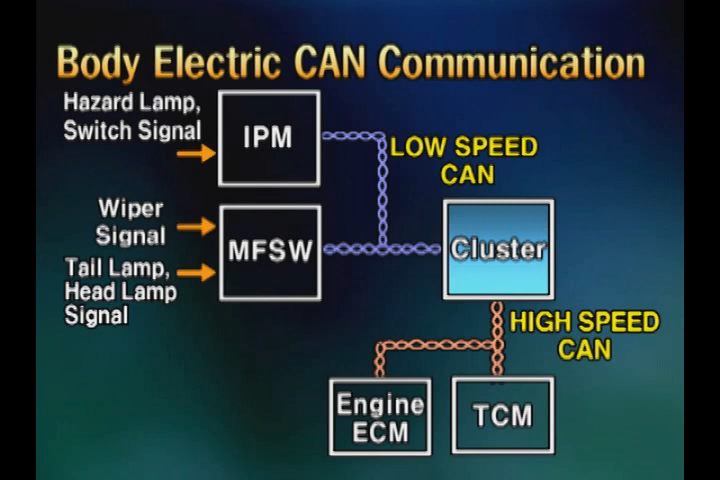 Body Electric CAN Communication
Hazard Lamp,
Switch Signal
IPM
LOW SPEED
CAN
Wiper
Signal
MFSW
Cluster
Tail Lamp,
Head Lamp
Signal
HIGH SPEED
CAN
Engine
ECM
TCM